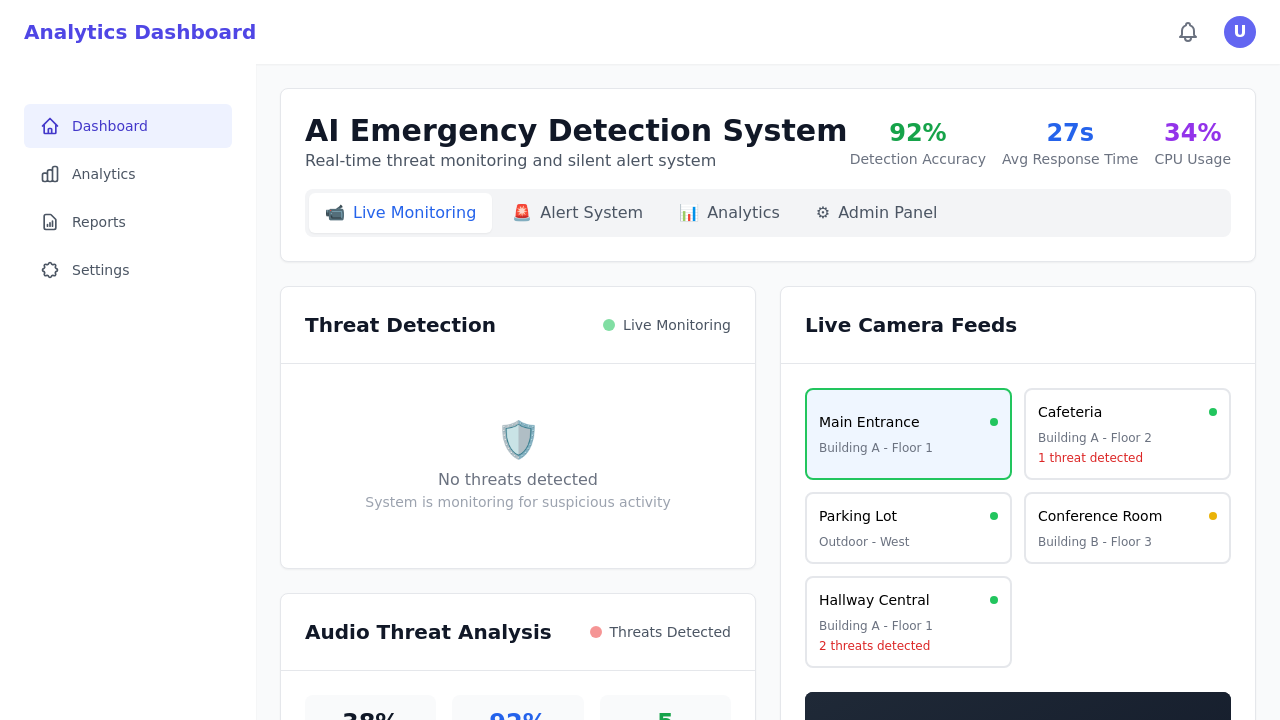 Analytics Dashboard
U
Dashboard
Analytics
Reports
Settings
AI Emergency Detection System
Real-time threat monitoring and silent alert system
92%
Detection Accuracy
27s
Avg Response Time
34%
CPU Usage
Live Monitoring
Alert System
Analytics
Admin Panel
Threat Detection
Live Monitoring
No threats detected
System is monitoring for suspicious activity
Audio Threat Analysis
Threats Detected
38%
92%
5
Live Camera Feeds
Main Entrance
Building A - Floor 1
Cafeteria
Building A - Floor 2
1 threat detected
Parking Lot
Outdoor - West
Conference Room
Building B - Floor 3
Hallway Central
Building A - Floor 1
2 threats detected